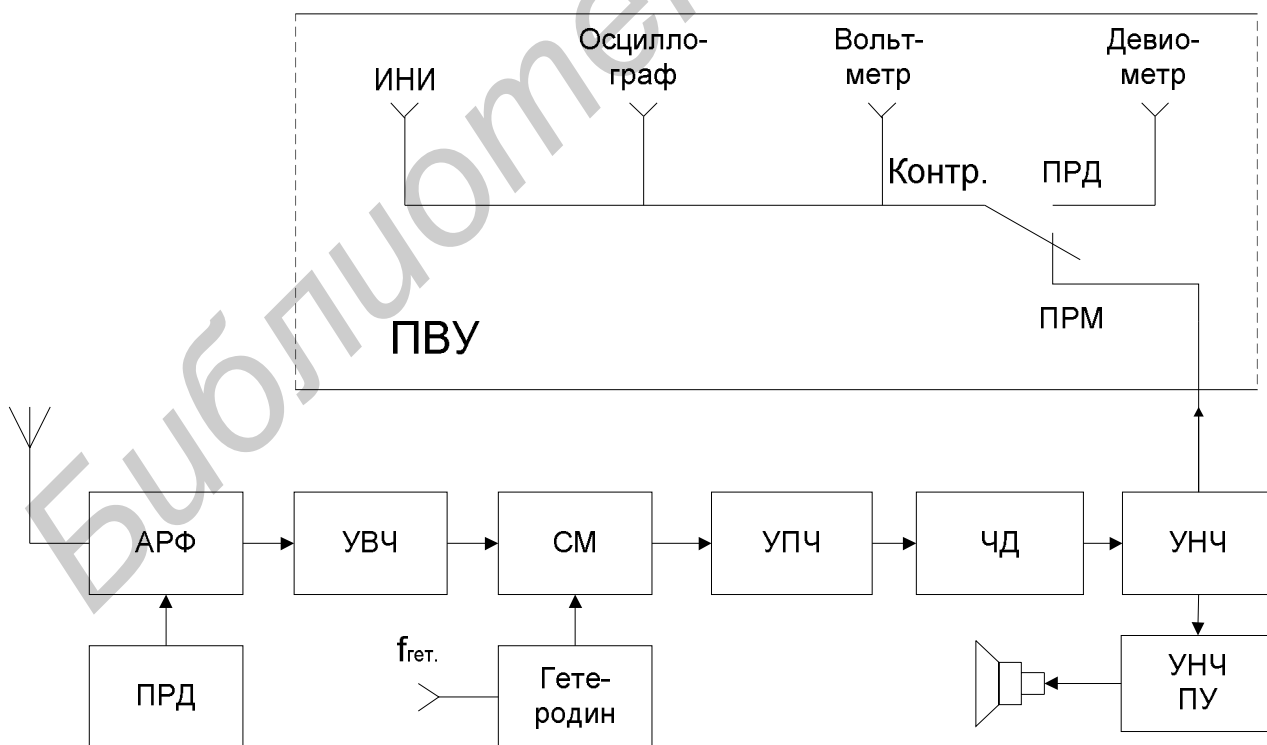 Осцилло-
граф
Вольт-
метр
Девио-
метр
ИНИ
Контр.
ПРД
ПРМ
ПВУ
АРФ
УВЧ
СМ
УПЧ
ЧД
УНЧ
ПРД
fгет.
Гете-
родин
УНЧ
ПУ
Библиоте